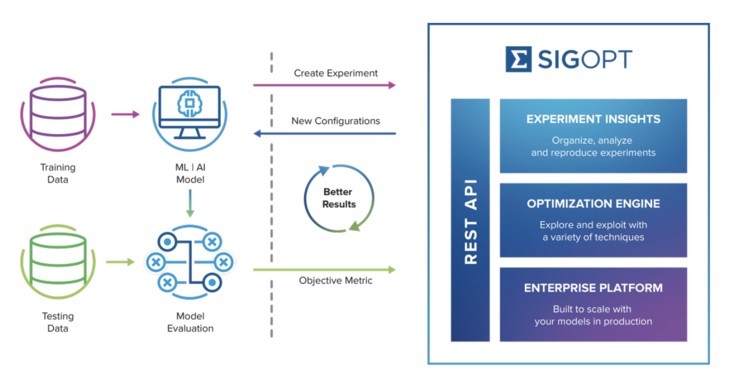 Training
Data
ML | AI
Model
Testing
Data
Model
Evaluation
Create Experiment
New Configurations
Better
Results
Objective Metric
Σ SIGOPT
REST API
EXPERIMENT INSIGHTS
Organize, analyze
and reproduce experiments
OPTIMIZATION ENGINE
Explore and exploit with
a variety of techniques
ENTERPRISE PLATFORM
Built to scale with
your models in production